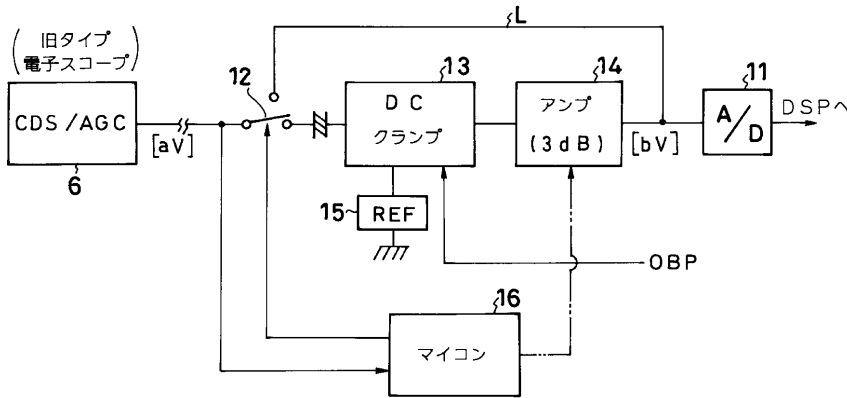 L
(旧タイプ
電子スコープ)
CDS/AGC
6
[aV]
12
13
DC
クランプ
14
アンプ
(3dB)
[bV]
11
A/D
DSPへ
15
REF
OBP
16
マイコン